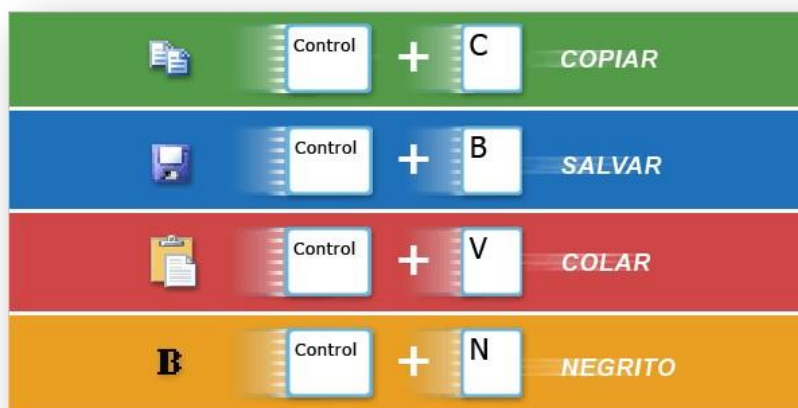 Control + C COPIAR
Control + B SALVAR
Control + V COLAR
B Control + N NEGRITO